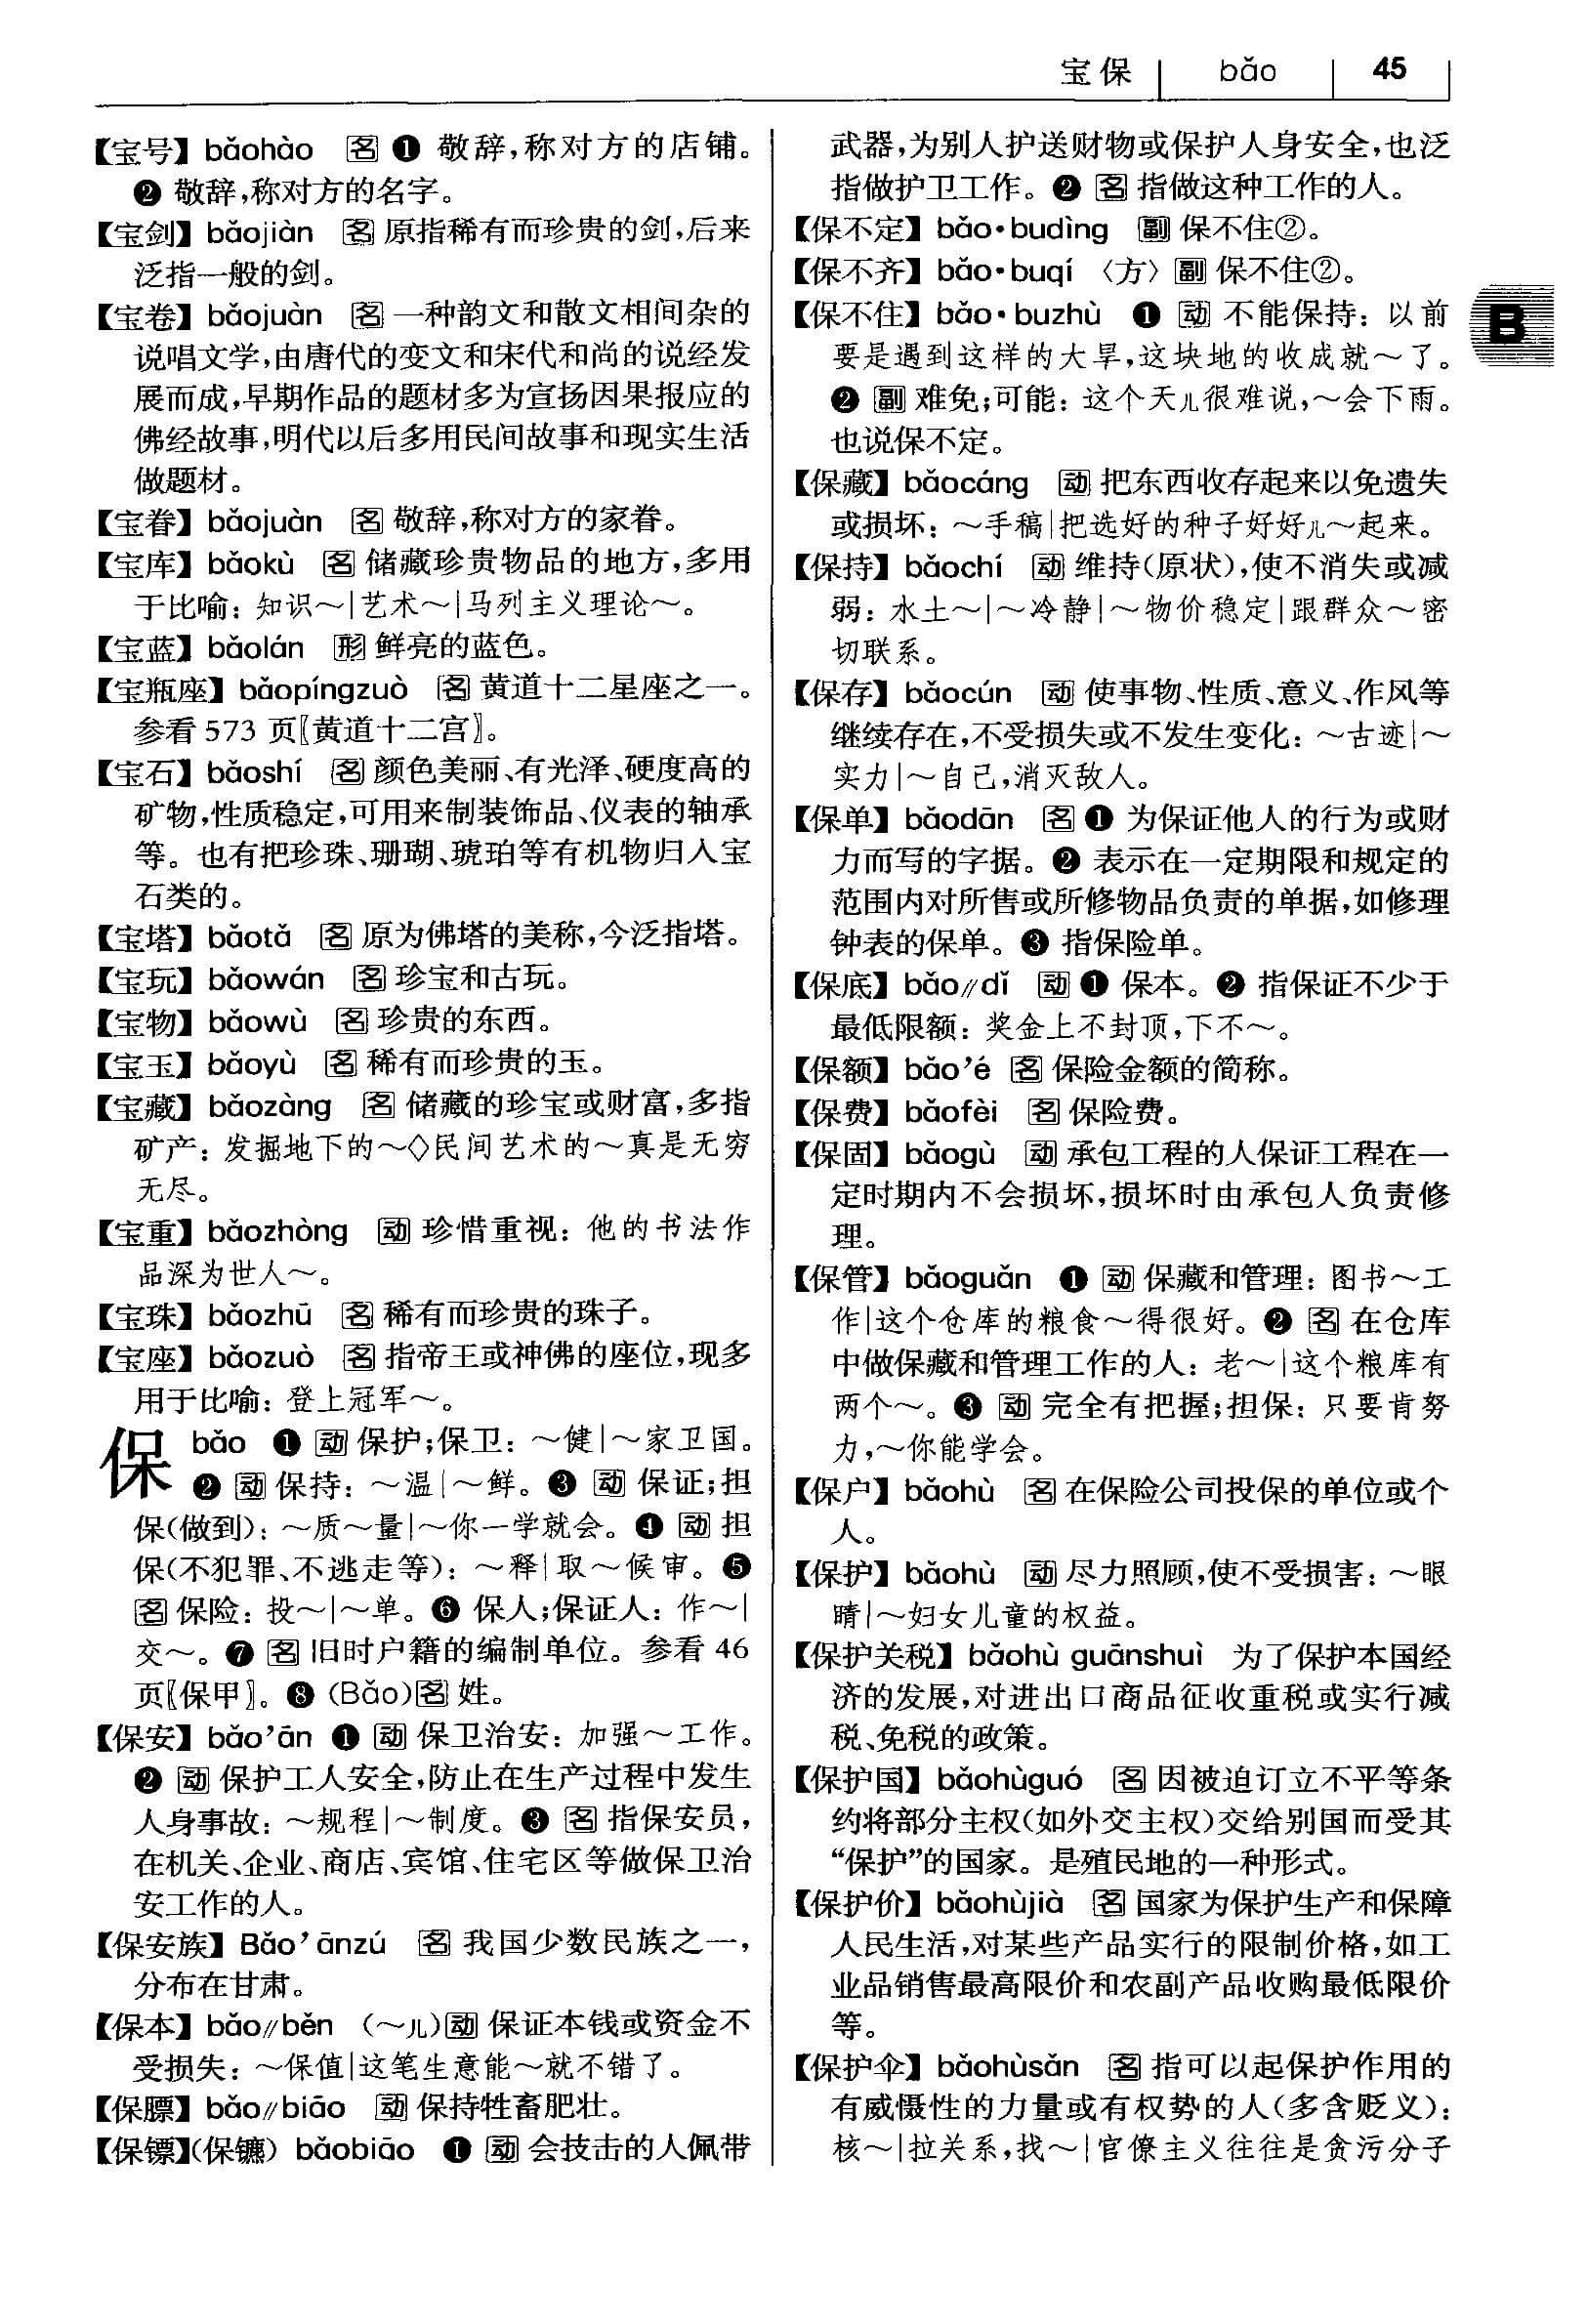 宝保 bǎo 45
【宝号】bǎohào 名 ❶ 敬辞,称对方的店铺。
❷ 敬辞,称对方的名字。
【宝剑】bǎojiàn 名 原指稀有而珍贵的剑,后来
泛指一般的剑。
【宝卷】bǎojuàn 名 一种韵文和散文相间杂的
说唱文学,由唐代的变文和宋代和尚的说经发
展而成,早期作品的题材多为宣扬因果报应的
佛经故事,明代以后多用民间故事和现实生活
做题材。
【宝眷】bǎojuàn 名 敬辞,称对方的家眷。
【宝库】bǎokù 名 储藏珍贵物品的地方,多用
于比喻:知识～|艺术～|马列主义理论～。
【宝蓝】bǎolán 形 鲜亮的蓝色。
【宝瓶座】bǎopíngzuò 名 黄道十二星座之一。
参看 573 页〖黄道十二宫〗。
【宝石】bǎoshí 名 颜色美丽、有光泽、硬度高的
矿物,性质稳定,可用来制装饰品、仪表的轴承
等。也有把珍珠、珊瑚、琥珀等有机物归入宝
石类的。
【宝塔】bǎotǎ 名 原为佛塔的美称,今泛指塔。
【宝玩】bǎowán 名 珍宝和古玩。
【宝物】bǎowù 名 珍贵的东西。
【宝玉】bǎoyù 名 稀有而珍贵的玉。
【宝藏】bǎozàng 名 储藏的珍宝或财富,多指
矿产:发掘地下的～◇民间艺术的～真是无穷
无尽。
【宝重】bǎozhòng 动 珍惜重视:他的书法作
品深为世人～。
【宝珠】bǎozhū 名 稀有而珍贵的珠子。
【宝座】bǎozuò 名 指帝王或神佛的座位,现多
用于比喻:登上冠军～。
保 bǎo ❶ 动 保护;保卫:～健|～家卫国。
❷ 动 保持:～温|～鲜。❸ 动 保证;担
保(做到):～质～量|～你一学就会。❹ 动 担
保(不犯罪、不逃走等):～释|取～候审。❺
名 保险:投～|～单。❻ 保人;保证人:作～|
交～。❼ 名 旧时户籍的编制单位。参看 46
页〖保甲〗。❽ (Bǎo)名 姓。
【保安】bǎo’ān ❶ 动 保卫治安:加强～工作。
❷ 动 保护工人安全,防止在生产过程中发生
人身事故:～规程|～制度。❸ 名 指保安员,
在机关、企业、商店、宾馆、住宅区等做保卫治
安工作的人。
【保安族】Bǎo’ānzú 名 我国少数民族之一,
分布在甘肃。
【保本】bǎo//běn (～儿)动 保证本钱或资金不
受损失:～保值|这笔生意能～就不错了。
【保膘】bǎo//biāo 动 保持牲畜肥壮。
【保镖】(保镳) bǎobiāo ❶ 动 会技击的人佩带
武器,为别人护送财物或保护人身安全,也泛
指做护卫工作。❷ 名 指做这种工作的人。
【保不定】bǎo•budìng 副 保不住②。
【保不齐】bǎo•buqí 〈方〉副 保不住②。
【保不住】bǎo•buzhù ❶ 动 不能保持:以前
要是遇到这样的大旱,这块地的收成就～了。
❷ 副 难免;可能:这个天儿很难说,～会下雨。
也说保不定。
【保藏】bǎocáng 动 把东西收存起来以免遗失
或损坏:～手稿|把选好的种子好好儿～起来。
【保持】bǎochí 动 维持(原状),使不消失或减
弱:水土～|～冷静|～物价稳定|跟群众～密
切联系。
【保存】bǎocún 动 使事物、性质、意义、作风等
继续存在,不受损失或不发生变化:～古迹|～
实力|～自己,消灭敌人。
【保单】bǎodān 名 ❶ 为保证他人的行为或财
力而写的字据。❷ 表示在一定期限和规定的
范围内对所售或所修物品负责的单据,如修理
钟表的保单。❸ 指保险单。
【保底】bǎo//dǐ 动 ❶ 保本。❷ 指保证不少于
最低限额:奖金上不封顶,下不～。
【保额】bǎo’é 名 保险金额的简称。
【保费】bǎofèi 名 保险费。
【保固】bǎogù 动 承包工程的人保证工程在一
定时期内不会损坏,损坏时由承包人负责修
理。
【保管】bǎoguǎn ❶ 动 保藏和管理:图书～工
作|这个仓库的粮食～得很好。❷ 名 在仓库
中做保藏和管理工作的人:老～|这个粮库有
两个～。❸ 动 完全有把握;担保:只要肯努
力,～你能学会。
【保户】bǎohù 名 在保险公司投保的单位或个
人。
【保护】bǎohù 动 尽力照顾,使不受损害:～眼
睛|～妇女儿童的权益。
【保护关税】bǎohù guānshuì 为了保护本国经
济的发展,对进出口商品征收重税或实行减
税、免税的政策。
【保护国】bǎohùguó 名 因被迫订立不平等条
约将部分主权(如外交主权)交给别国而受其
“保护”的国家。是殖民地的一种形式。
【保护价】bǎohùjià 名 国家为保护生产和保障
人民生活,对某些产品实行的限制价格,如工
业品销售最高限价和农副产品收购最低限价
等。
【保护伞】bǎohùsǎn 名 指可以起保护作用的
有威慑性的力量或有权势的人(多含贬义):
核～|拉关系,找～|官僚主义往往是贪污分子
B